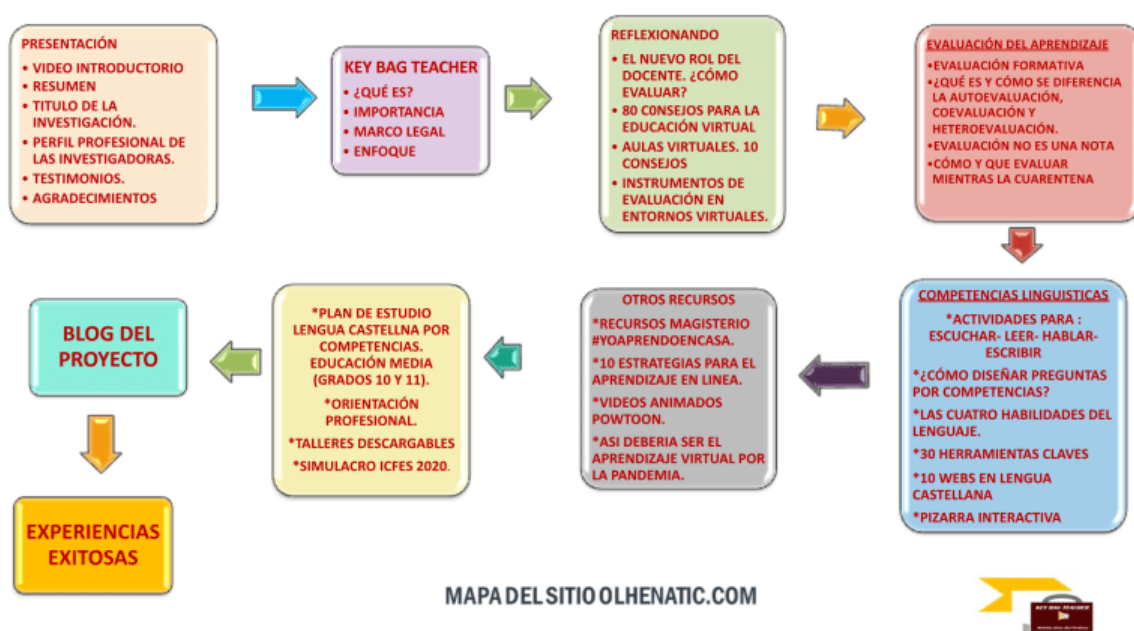 PRESENTACIÓN
• VIDEO INTRODUCTORIO
• RESUMEN
• TITULO DE LA
INVESTIGACIÓN.
• PERFIL PROFESIONAL DE
LAS INVESTIGADORAS.
• TESTIMONIOS.
• AGRADECIMIENTOS
KEY BAG TEACHER
• ¿QUÉ ES?
• IMPORTANCIA
• MARCO LEGAL
• ENFOQUE
REFLEXIONANDO
• EL NUEVO ROL DEL
DOCENTE. ¿CÓMO
EVALUAR?
• 80 C0NSEJOS PARA LA
EDUCACIÓN VIRTUAL
• AULAS VIRTUALES. 10
CONSEJOS
• INSTRUMENTOS DE
EVALUACIÓN EN
ENTORNOS VIRTUALES.
EVALUACIÓN DEL APRENDIZAJE
•EVALUACIÓN FORMATIVA
•¿QUÉ ES Y CÓMO SE DIFERENCIA
LA AUTOEVALUACIÓN,
COEVALUACIÓN Y
HETEROEVALUACIÓN.
•EVALUACIÓN NO ES UNA NOTA
•CÓMO Y QUE EVALUAR
MIENTRAS LA CUARENTENA
COMPETENCIAS LINGUISTICAS
*ACTIVIDADES PARA :
ESCUCHAR- LEER- HABLAR-
ESCRIBIR
*¿CÓMO DISEÑAR PREGUNTAS
POR COMPETENCIAS?
*LAS CUATRO HABILIDADES DEL
LENGUAJE.
*30 HERRAMIENTAS CLAVES
*10 WEBS EN LENGUA
CASTELLANA
*PIZARRA INTERACTIVA
OTROS RECURSOS
*RECURSOS MAGISTERIO
#YOAPRENDOENCASA.
*10 ESTRATEGIAS PARA EL
APRENDIZAJE EN LINEA.
*VIDEOS ANIMADOS
POWTOON.
*ASI DEBERIA SER EL
APRENDIZAJE VIRTUAL POR
LA PANDEMIA.
*PLAN DE ESTUDIO
LENGUA CASTELLNA POR
COMPETENCIAS.
EDUCACIÓN MEDIA
(GRADOS 10 Y 11).
*ORIENTACIÓN
PROFESIONAL.
*TALLERES DESCARGABLES
*SIMULACRO ICFES 2020.
BLOG DEL
PROYECTO
EXPERIENCIAS
EXITOSAS
MAPA DEL SITIO OLHENATIC.COM
KEY BAG TEACHER